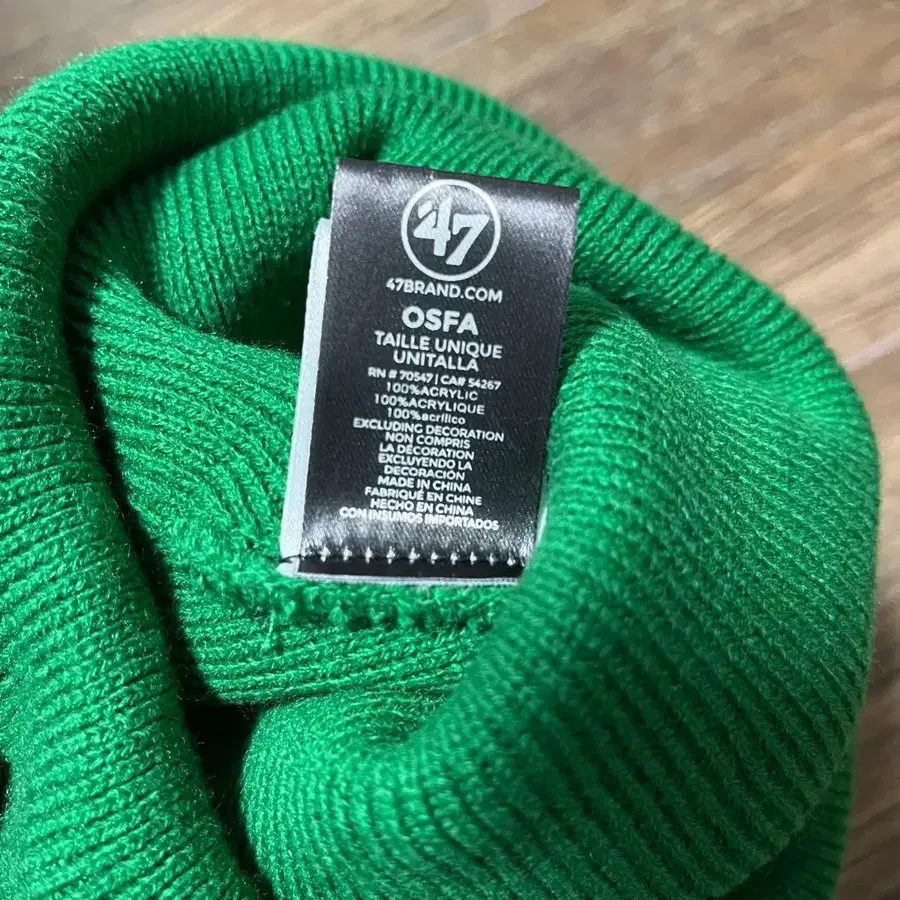 47
47BRAND.COM
OSFA
TAILLE UNIQUE
UNITALLA
RN # 70547 | CA# 54267
100%ACRYLIC
100%ACRYLIQUE
100%acrílico
EXCLUDING DECORATION
NON COMPRIS
LA DÉCORATION
EXCLUYENDO LA
DECORACIÓN
MADE IN CHINA
FABRIQUÉ EN CHINE
HECHO EN CHINA
CON INSUMOS IMPORTADOS